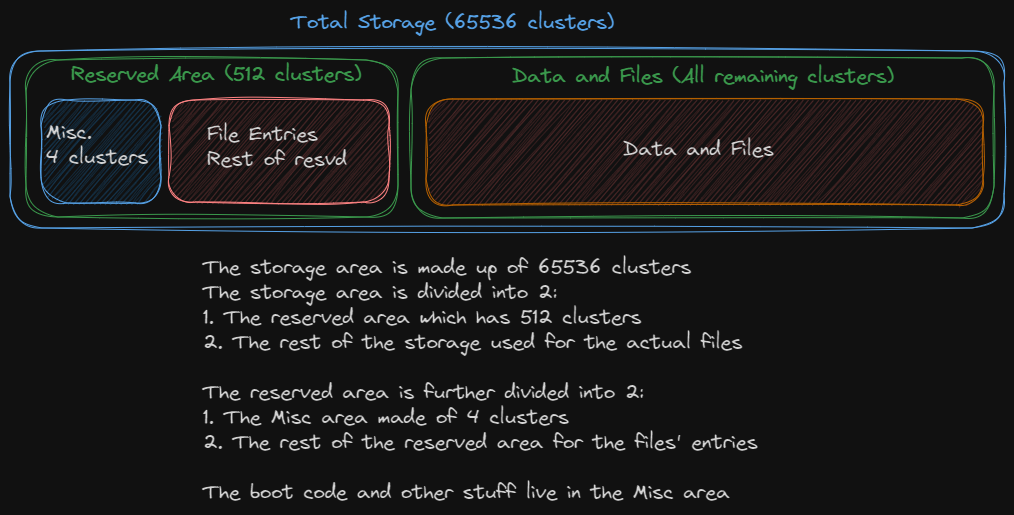 Total Storage (65536 clusters)
Reserved Area (512 clusters)
Data and Files (All remaining clusters)
Misc.
4 clusters
File Entries
Rest of resvd
Data and Files
The storage area is made up of 65536 clusters
The storage area is divided into 2:
1. The reserved area which has 512 clusters
2. The rest of the storage used for the actual files
The reserved area is further divided into 2:
1. The Misc area made of 4 clusters
2. The rest of the reserved area for the files' entries
The boot code and other stuff live in the Misc area